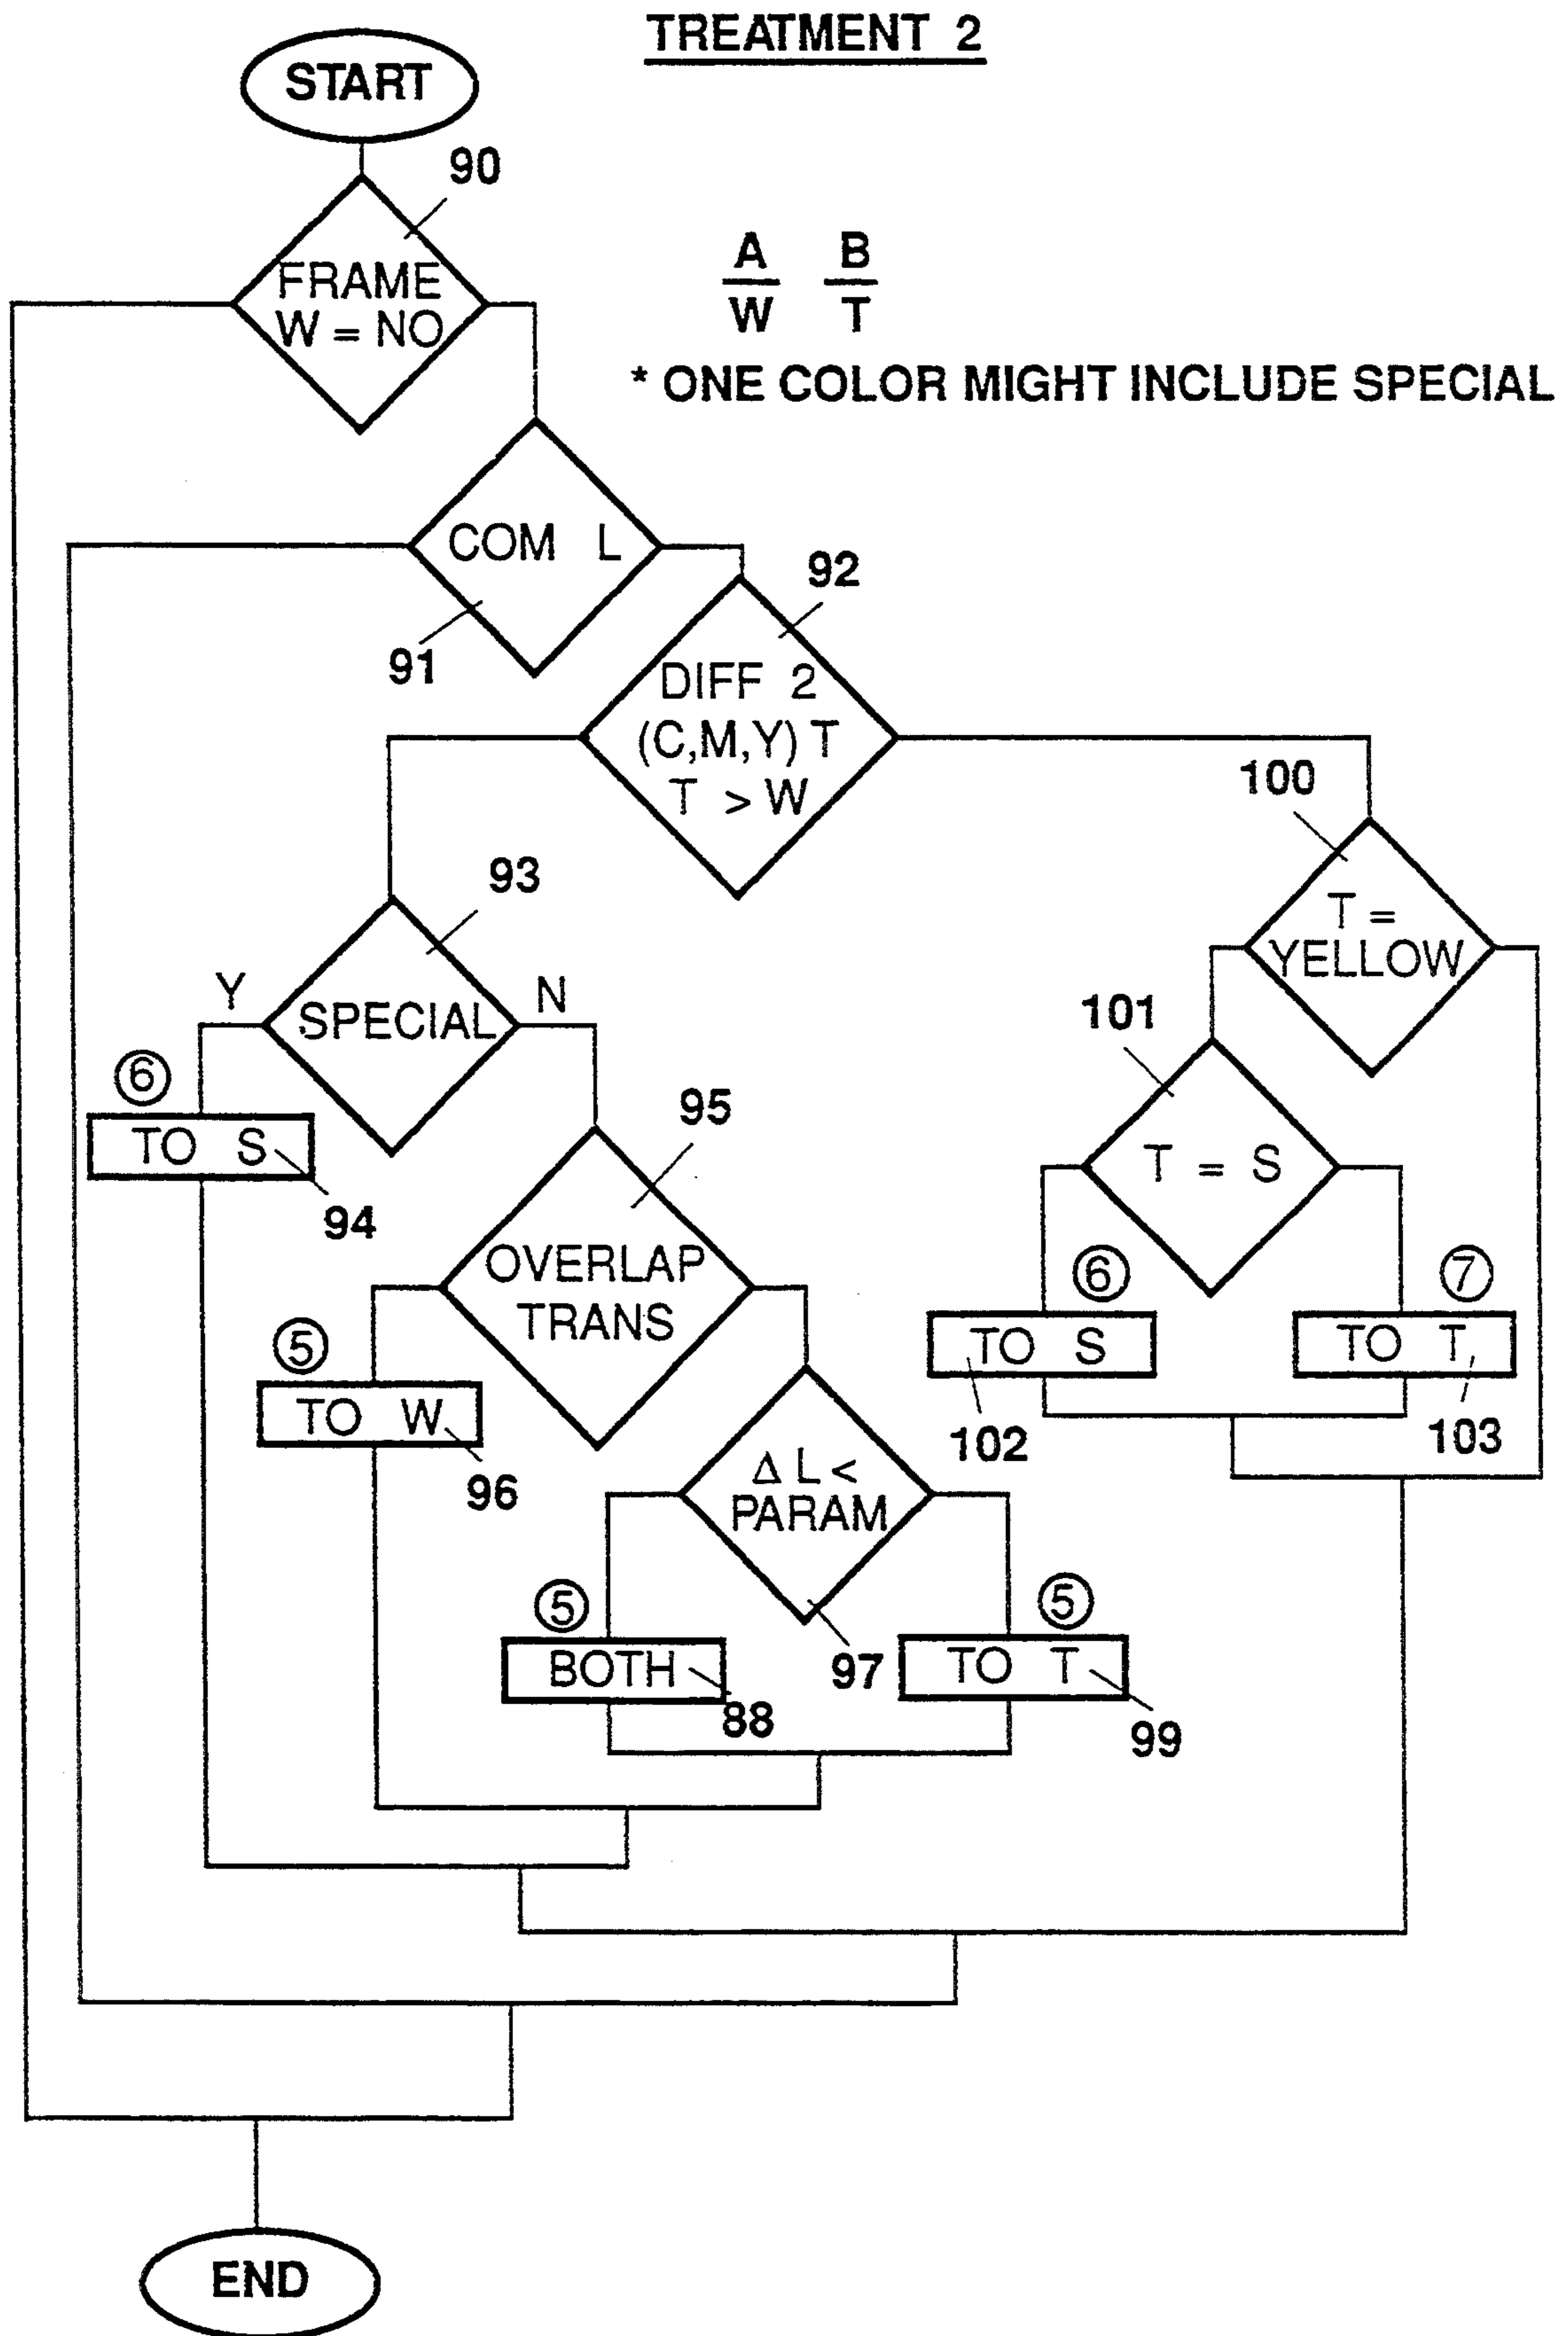 TREATMENT 2
START
90
FRAME
W = NO
A B
W T
* ONE COLOR MIGHT INCLUDE SPECIAL
COM L
91
92
DIFF 2
(C,M,Y) T
T > W
100
T =
YELLOW
93
Y
SPECIAL
N
101
T = S
6
TO S
94
95
OVERLAP
TRANS
6
TO S
102
7
TO T
103
5
TO W
96
Δ L <
PARAM
97
5
BOTH
88
5
TO T
99
END